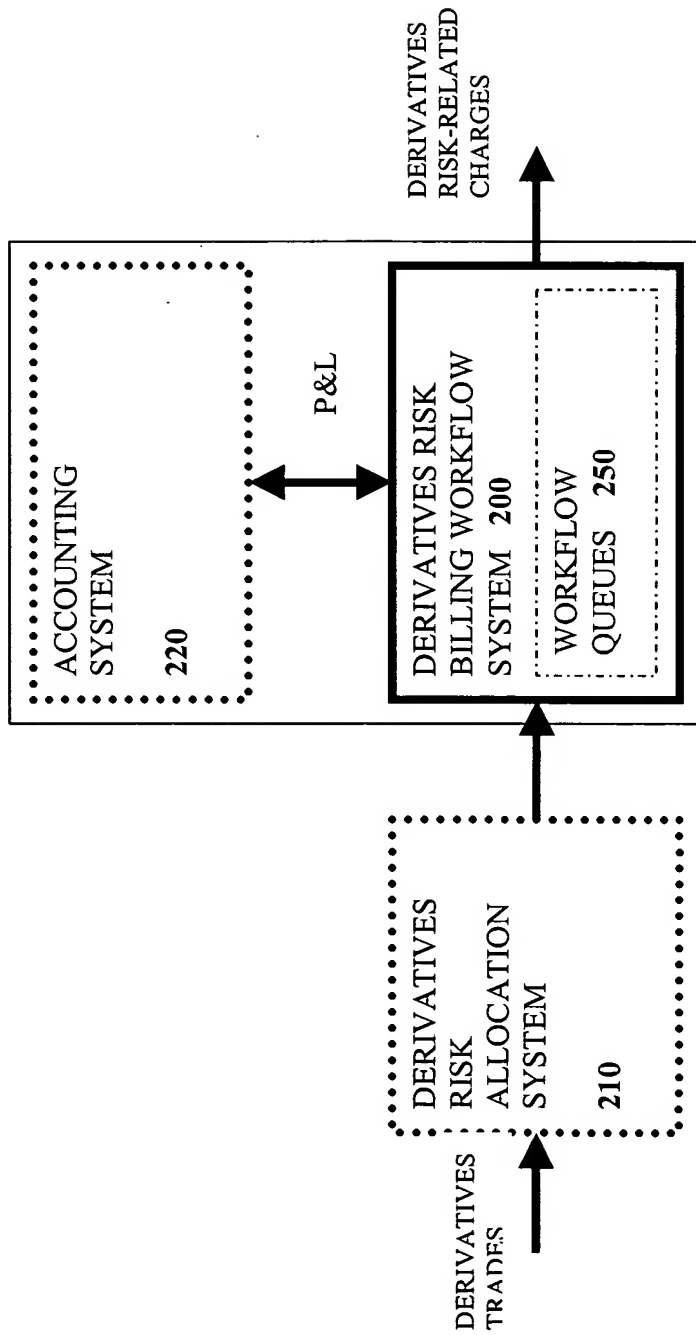 DERIVATIVES
TRADES
DERIVATIVES
RISK
ALLOCATION
SYSTEM
210
ACCOUNTING
SYSTEM
220
P&L
DERIVATIVES RISK
BILLING WORKFLOW
SYSTEM 200
WORKFLOW
QUEUES 250
DERIVATIVES
RISK-RELATED
CHARGES